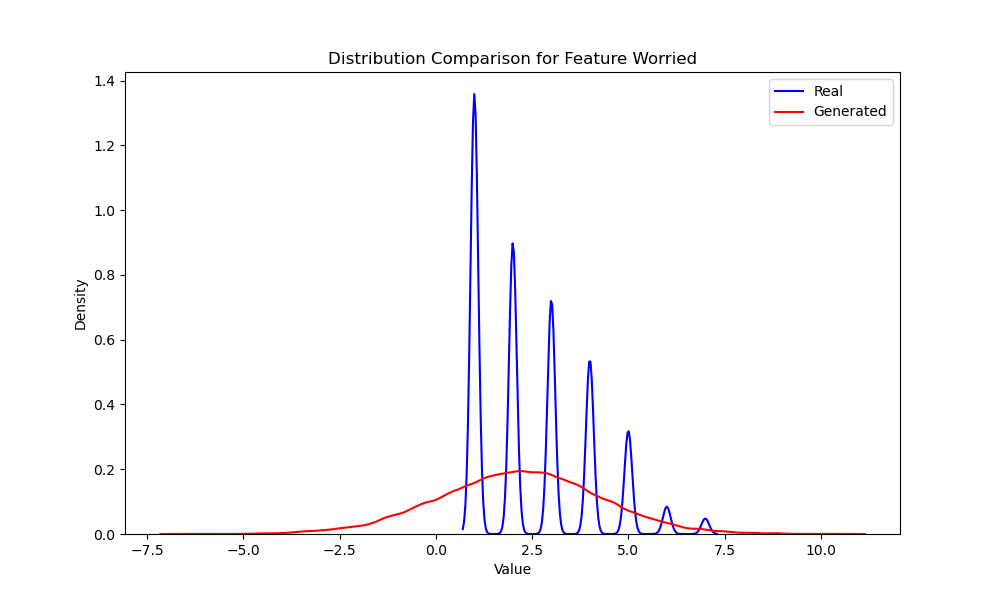 Distribution Comparison for Feature Worried
Real
Generated
Density
1.4
1.2
1.0
0.8
0.6
0.4
0.2
0.0
−7.5 −5.0 −2.5 0.0 2.5 5.0 7.5 10.0
Value